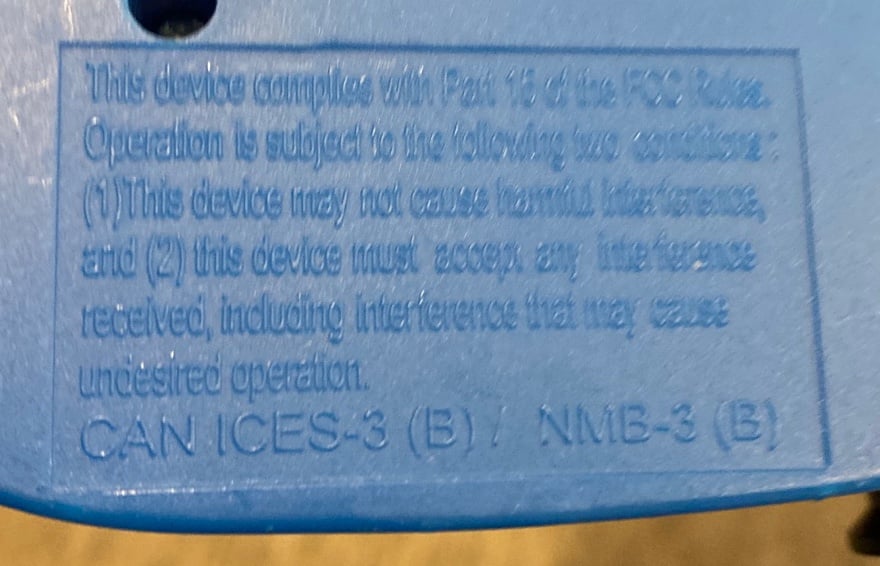 This device complies with Part 15 of the FCC Rules.
Operation is subject to the following two conditions :
(1)This device may not cause harmful interference,
and (2) this device must accept any interference
received, including interference that may cause
undesired operation.
CAN ICES-3 (B) / NMB-3 (B)